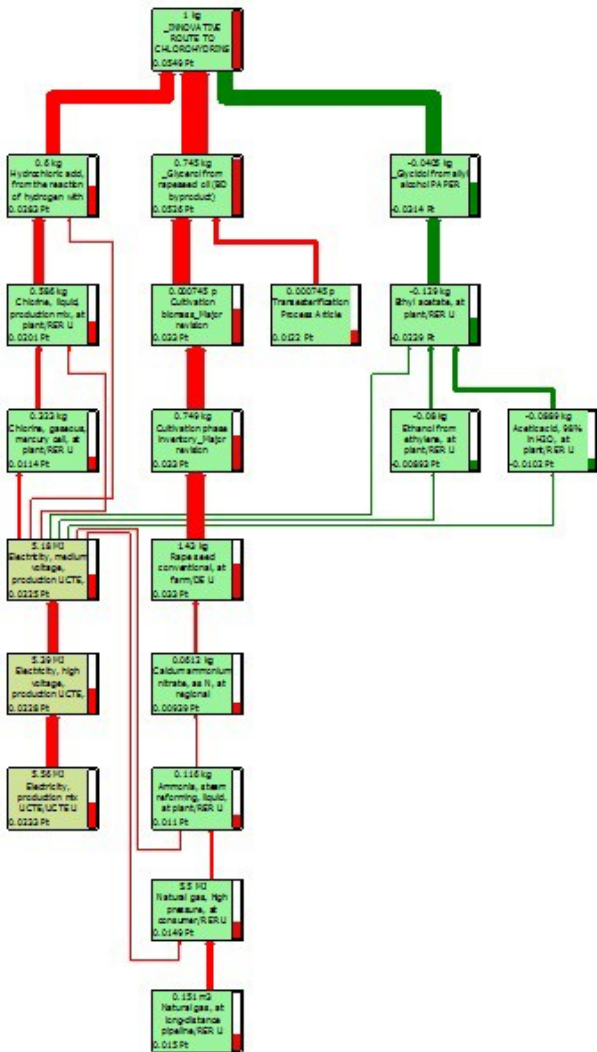 1 kg
_INNOVATIVE
ROUTE TO
CHLOROHYDRINS
0.0549 Pt
0.6 kg
Hydrochloric acid,
from the reaction
of hydrogen with
0.0383 Pt
0.745 kg
_Glycerol from
rapeseed oil (BD
byproduct)
0.0536 Pt
-0.0405 kg
_Glycidol from allyl
alcohol PAPER
-0.0314 Pt
0.586 kg
Chlorine, liquid,
production mix, at
plant/RER U
0.0301 Pt
0.000745 p
Cultivation
biomass_Major
revision
0.033 Pt
0.000745 p
Transesterification
Process Article
0.0122 Pt
-0.129 kg
Ethyl acetate, at
plant/RER U
-0.0339 Pt
0.333 kg
Chlorine, gaseous,
mercury cell, at
plant/RER U
0.0114 Pt
0.749 kg
Cultivation phase
inventory_Major
revision
0.033 Pt
-0.08 kg
Ethanol from
ethylene, at
plant/RER U
-0.00893 Pt
-0.0889 kg
Acetic acid, 98%
in H2O, at
plant/RER U
-0.0102 Pt
5.18 MJ
Electricity, medium
voltage,
production UCTE,
0.0235 Pt
1.43 kg
Rape seed
conventional, at
farm/DE U
0.033 Pt
5.39 MJ
Electricity, high
voltage,
production UCTE,
0.0238 Pt
0.0612 kg
Calcium ammonium
nitrate, as N, at
regional
0.00939 Pt
5.56 MJ
Electricity,
production mix
UCTE/UCTE U
0.0233 Pt
0.116 kg
Ammonia, steam
reforming, liquid,
at plant/RER U
0.011 Pt
5.5 MJ
Natural gas, high
pressure, at
consumer/RER U
0.0149 Pt
0.151 m3
Natural gas, at
long-distance
pipeline/RER U
0.015 Pt